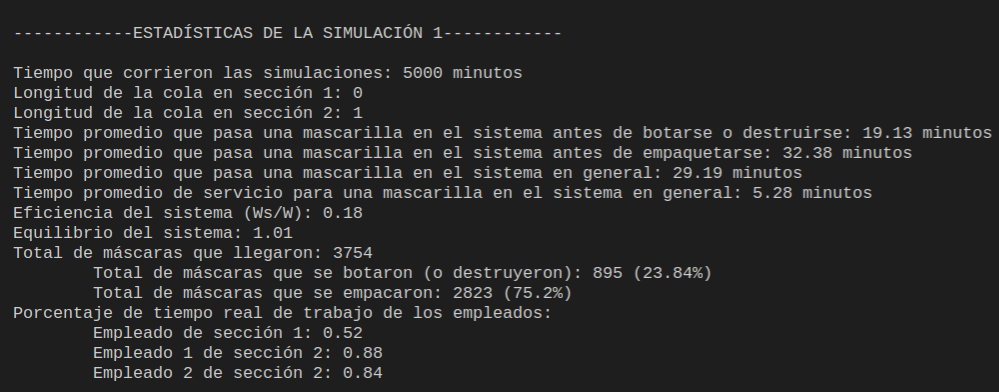 ------------ESTADÍSTICAS DE LA SIMULACIÓN 1------------
Tiempo que corrieron las simulaciones: 5000 minutos
Longitud de la cola en sección 1: 0
Longitud de la cola en sección 2: 1
Tiempo promedio que pasa una mascarilla en el sistema antes de botarse o destruirse: 19.13 minutos
Tiempo promedio que pasa una mascarilla en el sistema antes de empaquetarse: 32.38 minutos
Tiempo promedio que pasa una mascarilla en el sistema en general: 29.19 minutos
Tiempo promedio de servicio para una mascarilla en el sistema en general: 5.28 minutos
Eficiencia del sistema (Ws/W): 0.18
Equilibrio del sistema: 1.01
Total de máscaras que llegaron: 3754
Total de máscaras que se botaron (o destruyeron): 895 (23.84%)
Total de máscaras que se empacaron: 2823 (75.2%)
Porcentaje de tiempo real de trabajo de los empleados:
Empleado de sección 1: 0.52
Empleado 1 de sección 2: 0.88
Empleado 2 de sección 2: 0.84